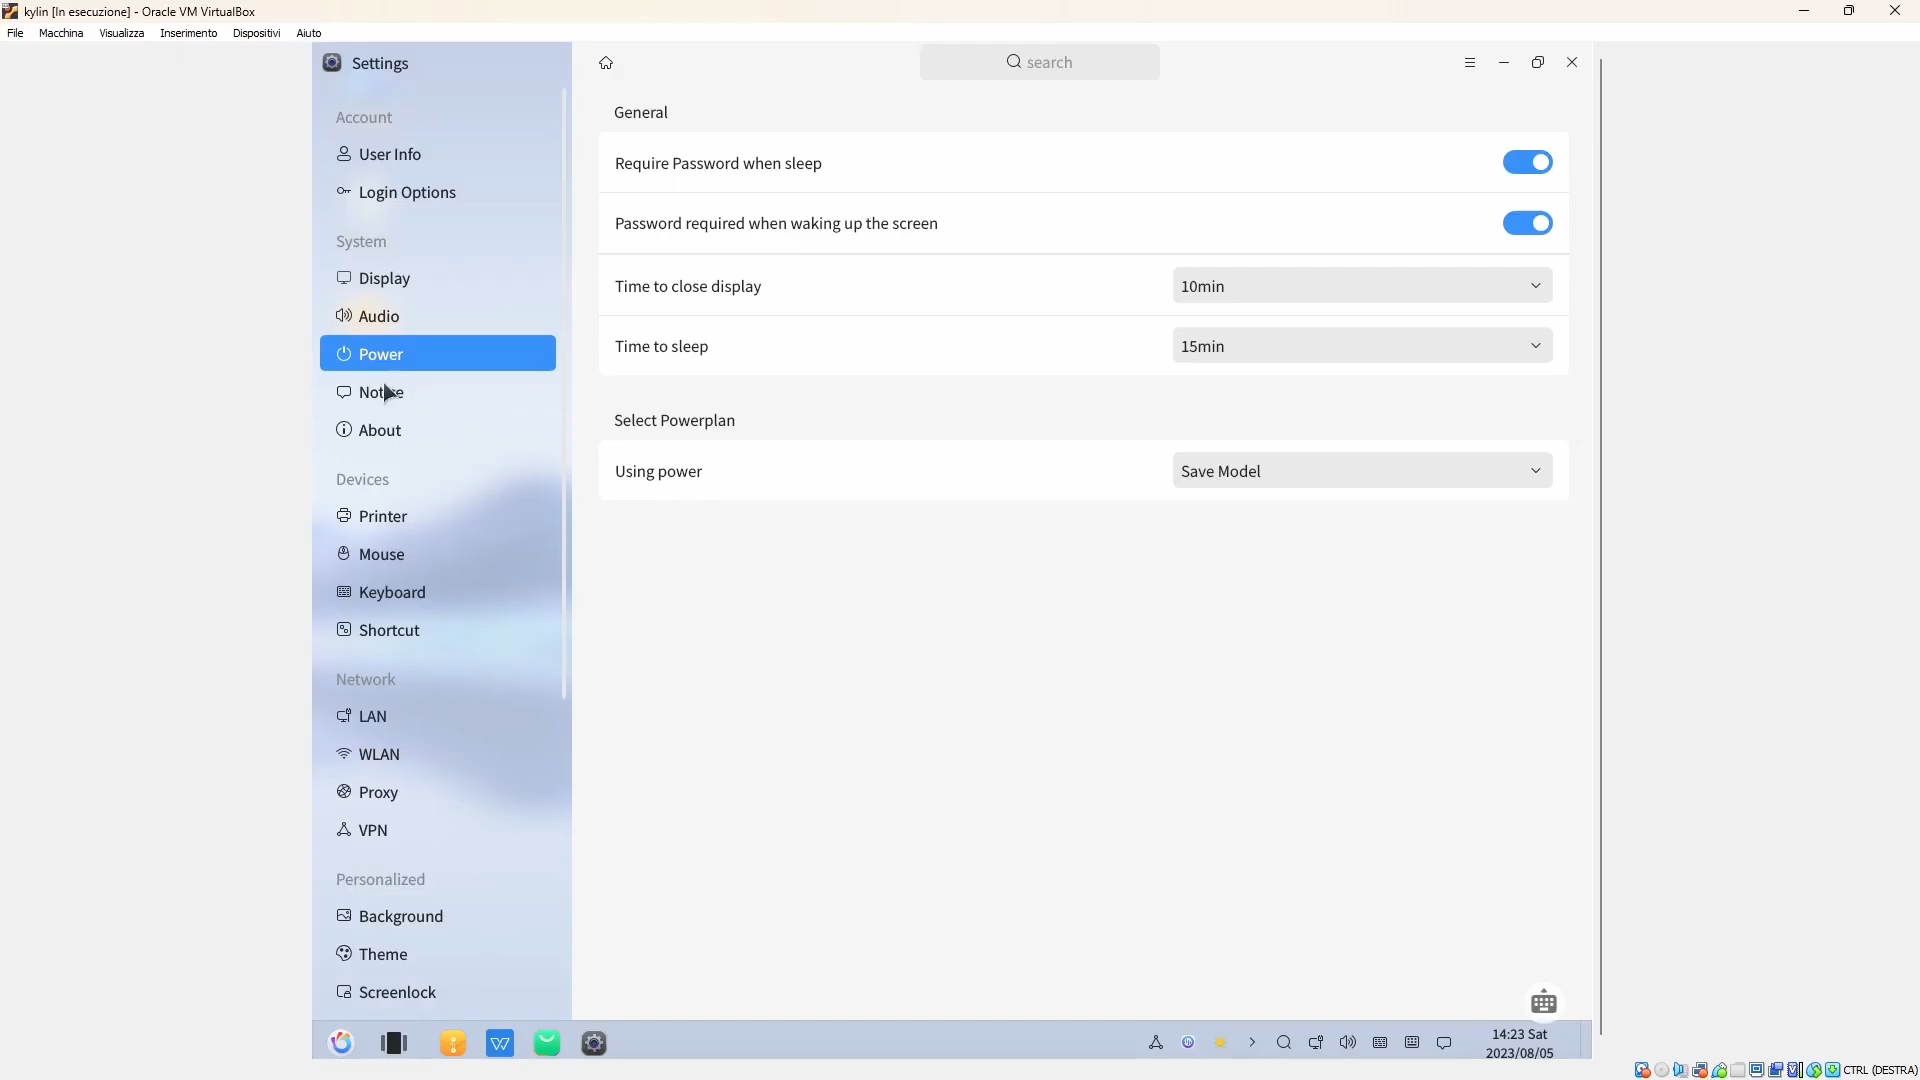 kylin [In esecuzione] - Oracle VM VirtualBox
File Macchina Visualizza Inserimento Dispositivi Aiuto
Settings
search
Account
User Info
Login Options
System
Display
Audio
Power
Notice
About
Devices
Printer
Mouse
Keyboard
Shortcut
Network
LAN
WLAN
Proxy
VPN
Personalized
Background
Theme
Screenlock
General
Require Password when sleep
Password required when waking up the screen
Time to close display 10min
Time to sleep 15min
Select Powerplan
Using power Save Model
14:23 Sat
2023/08/05
CTRL (DESTRA)